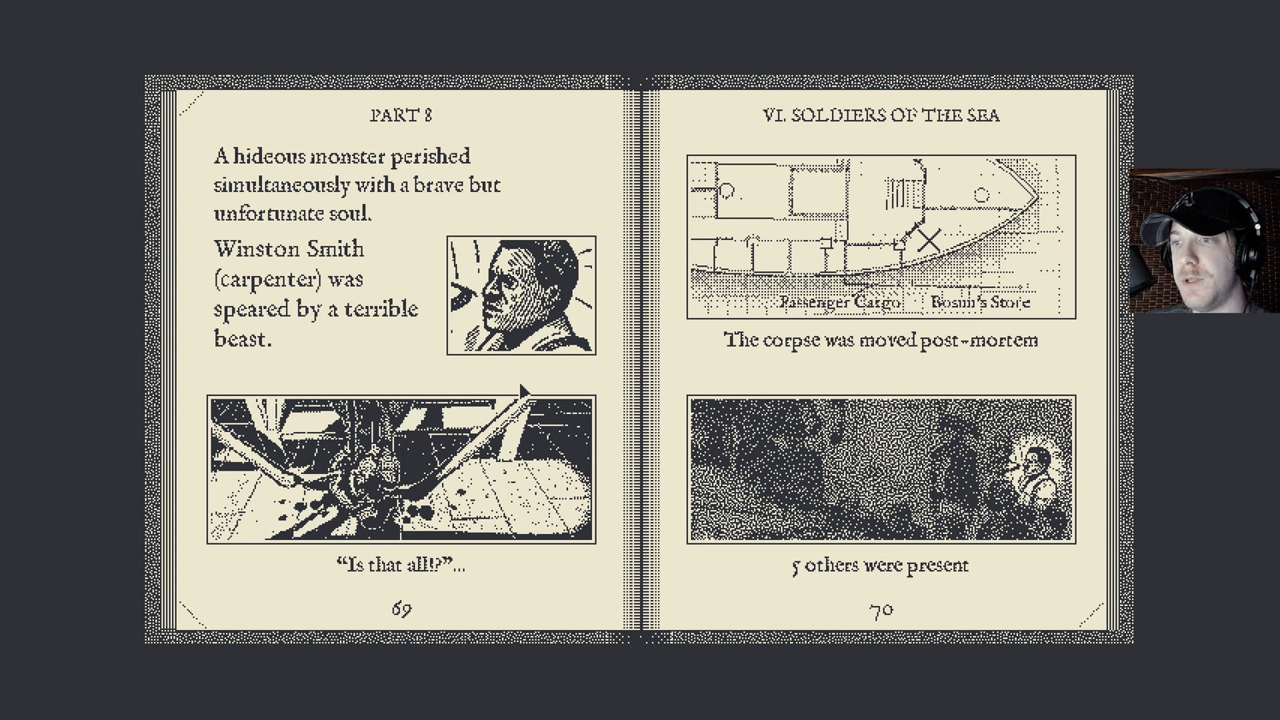 PART 8
A hideous monster perished
simultaneously with a brave but
unfortunate soul.
Winston Smith
(carpenter) was
speared by a terrible
beast.
“Is that all!?”...
69
VI. SOLDIERS OF THE SEA
Passenger Cargo
Bosun's Store
The corpse was moved post-mortem
5 others were present
70